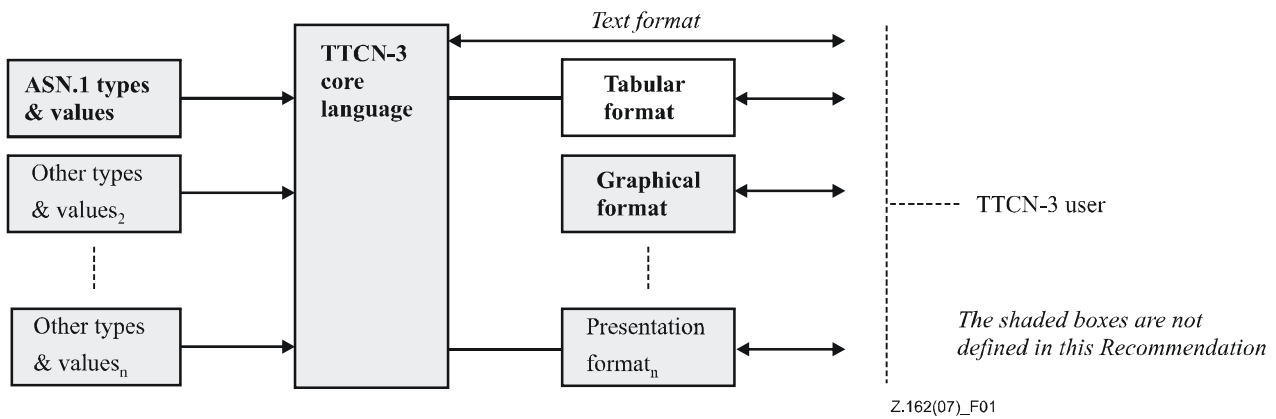 Text format
TTCN-3
core
language
ASN.1 types
& values
Other types
& values2
Other types
& valuesn
Tabular
format
Graphical
format
Presentation
formatn
TTCN-3 user
The shaded boxes are not
defined in this Recommendation
Z.162(07)_F01